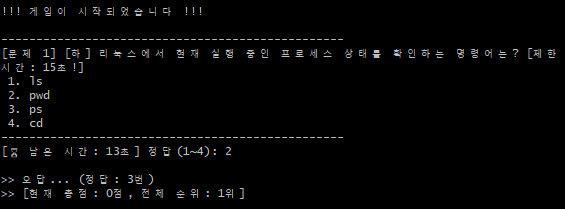 !!! 게임이 시작되었습니다 !!!
-------------------------------------------------
[문제 1] [하] 리눅스에서 현재 실행 중인 프로세스 상태를 확인하는 명령어는? [제한
시간 : 15초!]
1. ls
2. pwd
3. ps
4. cd
-------------------------------------------------
[ 남은 시간 : 13초 ] 정답 (1~4): 2
>> 오답... (정답 : 3번)
>> [현재 총점 : 0점, 전체 순위 : 1위]